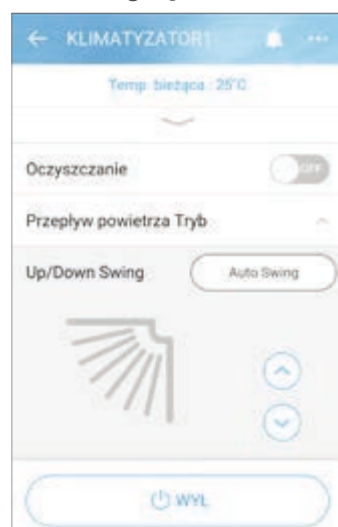 KLIMATYZATOR1
Temp. bieżąca : 25°C
Oczyszczanie OFF
Przepływ powietrza Tryb
Up/Down Swing Auto Swing
WYŁ.